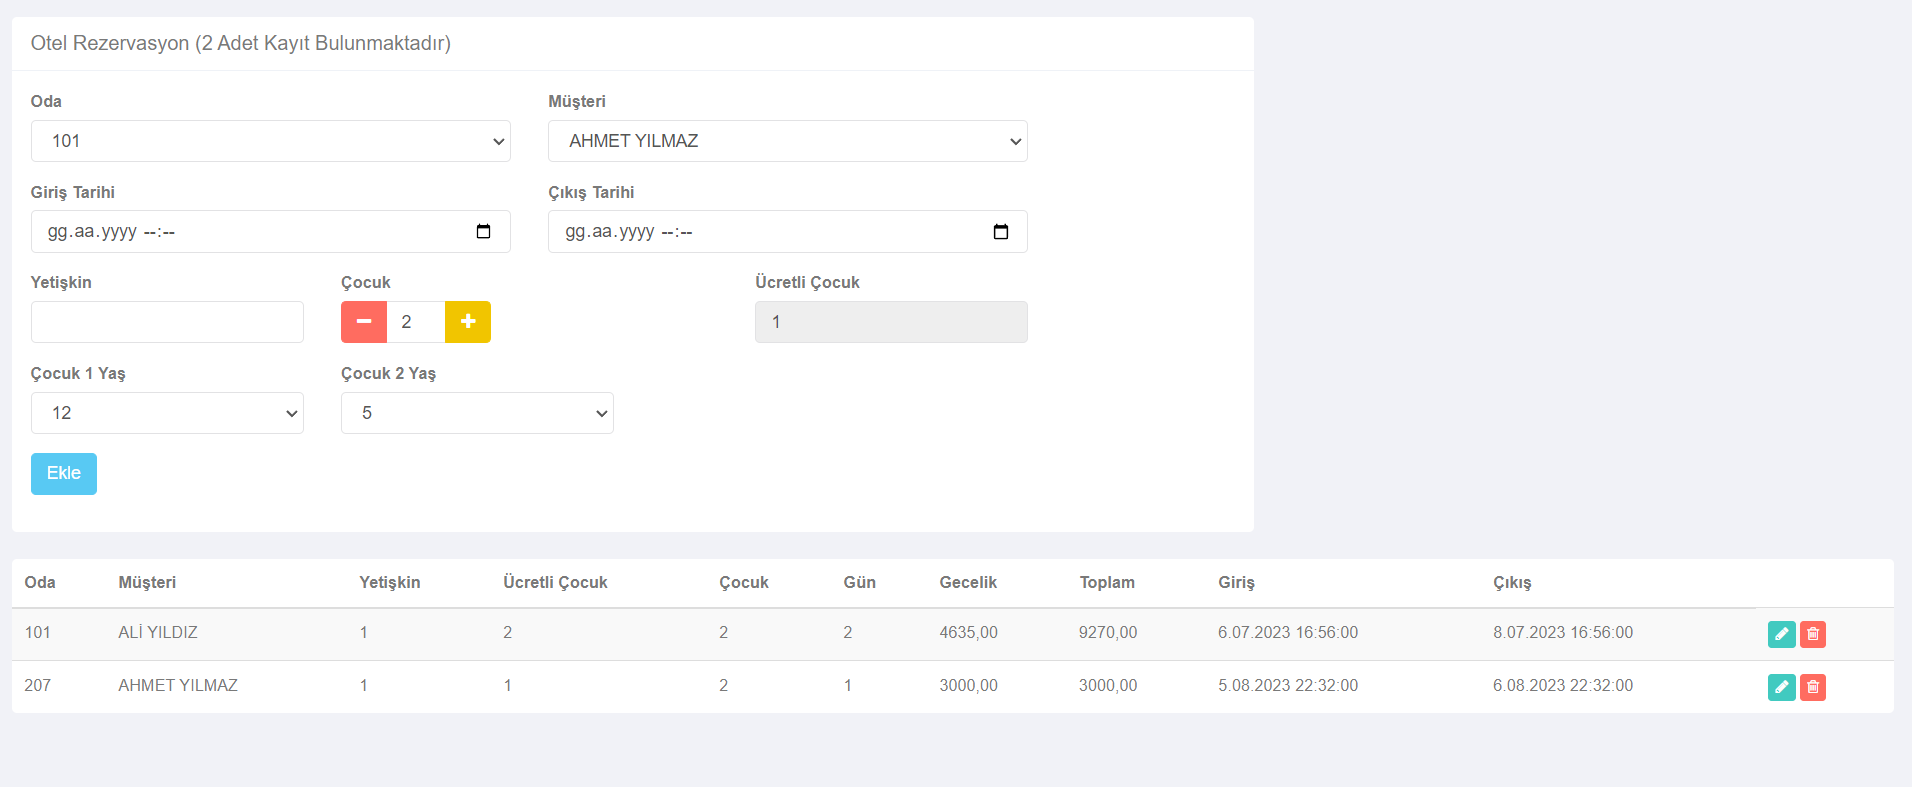 Otel Rezervasyon (2 Adet Kayıt Bulunmaktadır)
Oda Müşteri
101 AHMET YILMAZ
Giriş Tarihi Çıkış Tarihi
gg.aa.yyyy --:-- gg.aa.yyyy --:--
Yetişkin Çocuk Ücretli Çocuk
2 1
Çocuk 1 Yaş Çocuk 2 Yaş
12 5
Ekle
Oda Müşteri Yetişkin Ücretli Çocuk Çocuk Gün Gecelik Toplam Giriş Çıkış
101 ALİ YILDIZ 1 2 2 2 4635,00 9270,00 6.07.2023 16:56:00 8.07.2023 16:56:00
207 AHMET YILMAZ 1 1 2 1 3000,00 3000,00 5.08.2023 22:32:00 6.08.2023 22:32:00